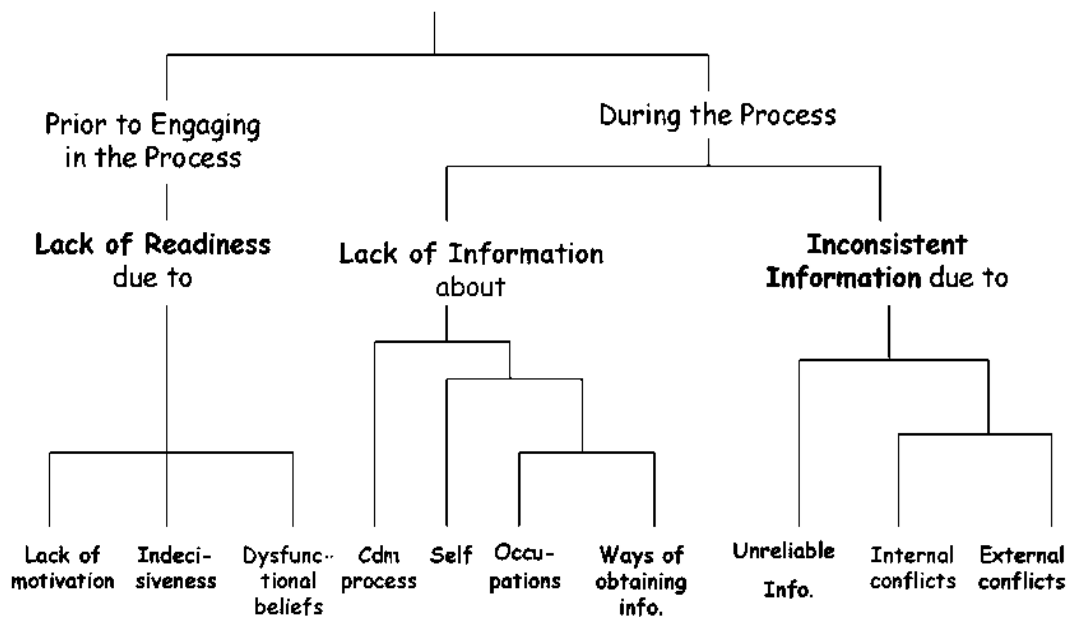 Prior to Engaging
in the Process
During the Process
Lack of Readiness
due to
Lack of Information
about
Inconsistent
Information due to
Lack of
motivation
Indeci-
siveness
Dysfunc-
tional
beliefs
Cdm
process
Self
Occu-
pations
Ways of
obtaining
info.
Unreliable
Info.
Internal
conflicts
External
conflicts